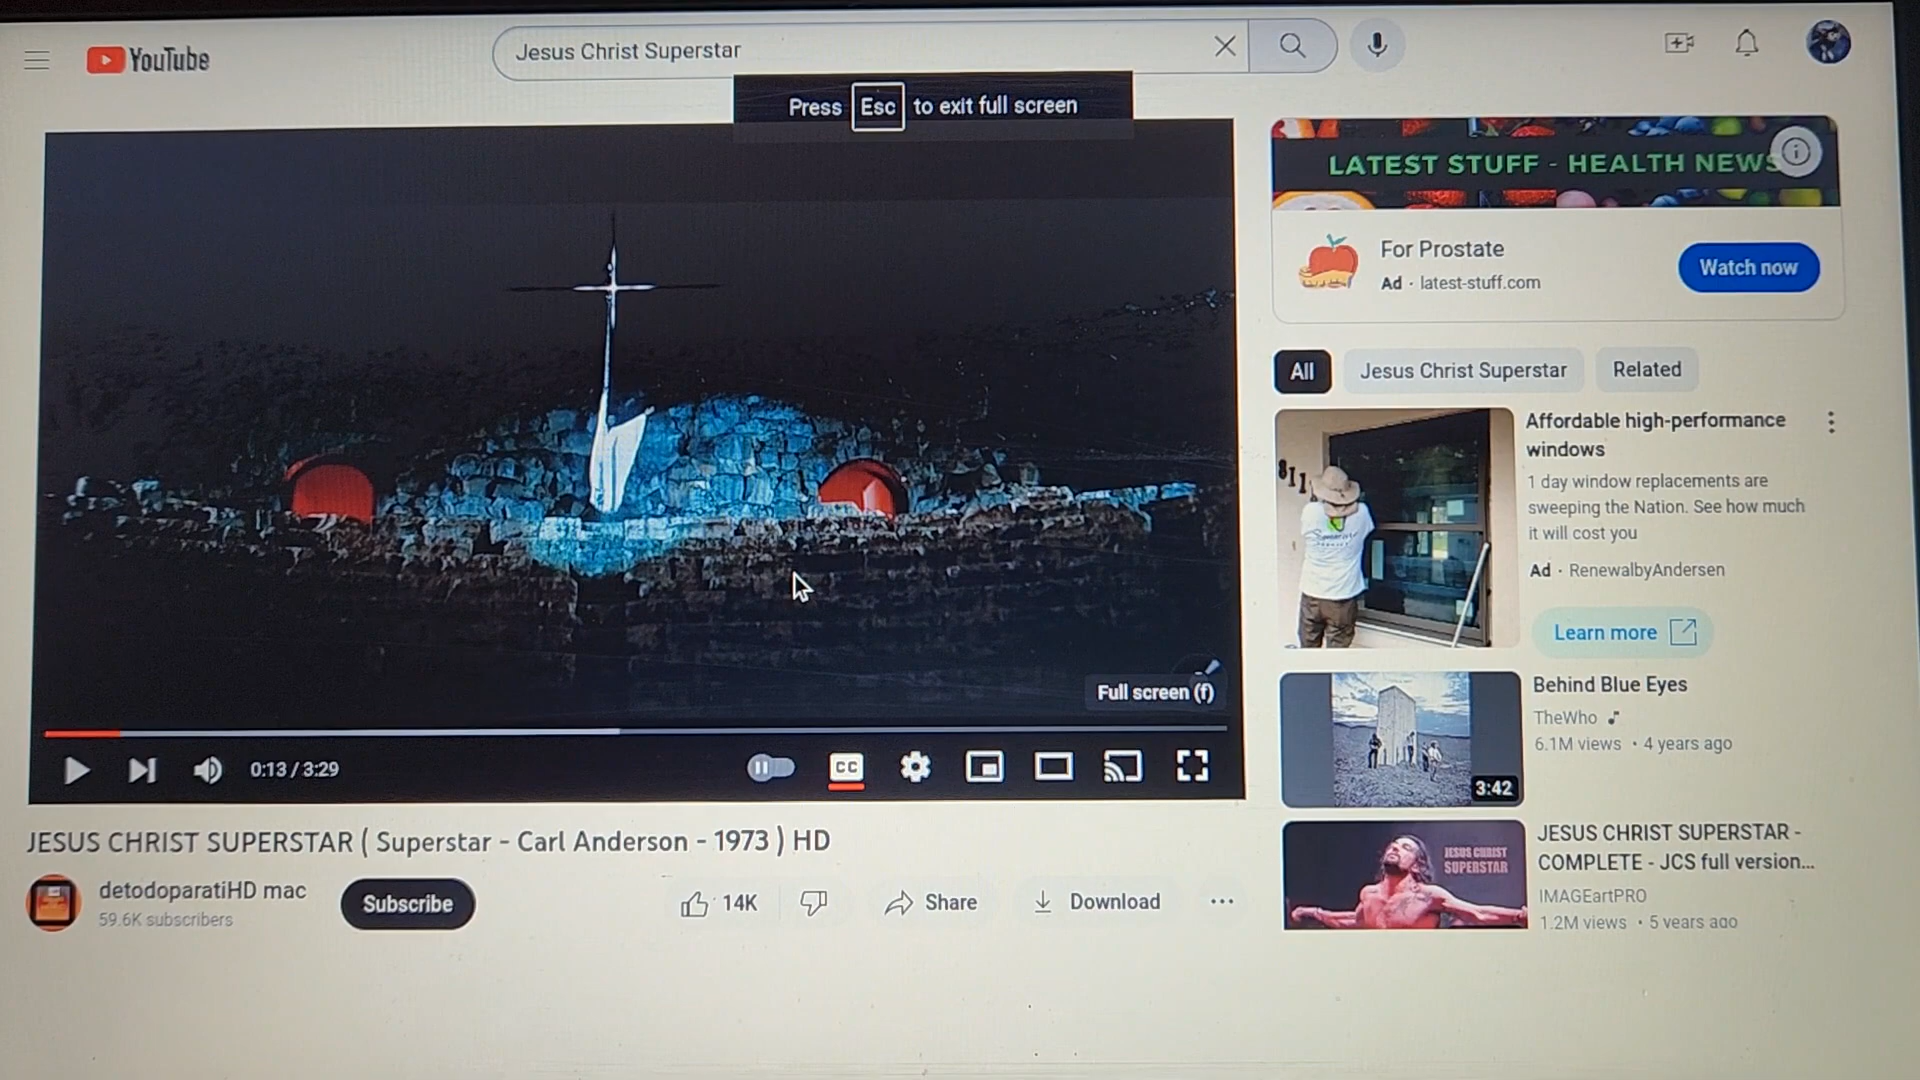 YouTube
Jesus Christ Superstar
Press Esc to exit full screen
LATEST STUFF - HEALTH NEWS
For Prostate
Ad · latest-stuff.com
Watch now
All
Jesus Christ Superstar
Related
Affordable high-performance
windows
1 day window replacements are
sweeping the Nation. See how much
it will cost you
Ad · RenewalbyAndersen
Learn more
811
Full screen (f)
0:13 / 3:29
CC
Behind Blue Eyes
TheWho
6.1M views • 4 years ago
3:42
JESUS CHRIST SUPERSTAR ( Superstar - Carl Anderson - 1973 ) HD
detodoparatiHD mac
59.6K subscribers
Subscribe
14K
Share
Download
JESUS CHRIST
SUPERSTAR
JESUS CHRIST SUPERSTAR -
COMPLETE - JCS full version...
IMAGEartPRO
1.2M views • 5 years ago